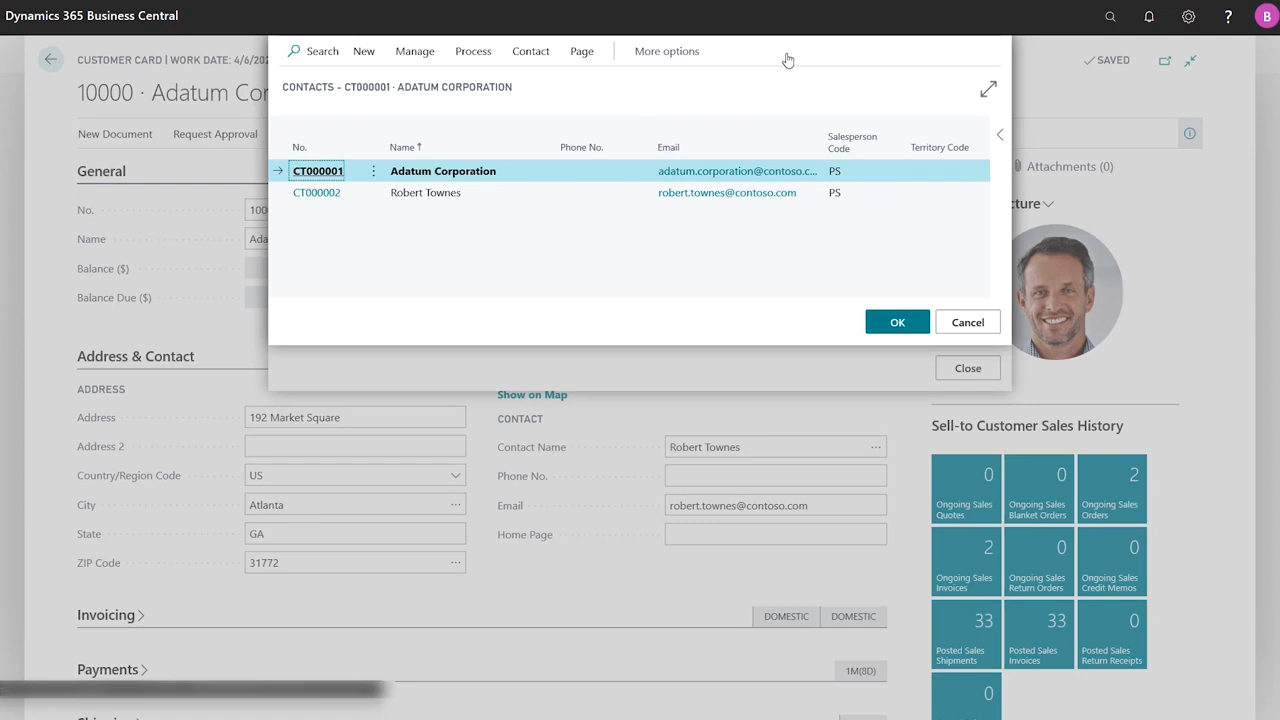 Dynamics 365 Business Central
?
B
CUSTOMER CARD | WORK DATE: 4/6/202
SAVED
10000 · Adatum Cor
New Document
Request Approval
Search
New
Manage
Process
Contact
Page
More options
CONTACTS - CT000001 · ADATUM CORPORATION
No.
Name ↑
Phone No.
Email
Salesperson
Code
Territory Code
CT000001
Adatum Corporation
adatum.corporation@contoso.c...
PS
CT000002
Robert Townes
robert.townes@contoso.com
PS
OK
Cancel
Close
General
No.
1000
Name
Ada
Balance ($)
Balance Due ($)
Address & Contact
ADDRESS
Address
192 Market Square
Address 2
Country/Region Code
US
City
Atlanta
State
GA
ZIP Code
31772
Show on Map
CONTACT
Contact Name
Robert Townes
Phone No.
Email
robert.townes@contoso.com
Home Page
Invoicing
DOMESTIC
DOMESTIC
Payments
1M(8D)
Attachments (0)
cture
Sell-to Customer Sales History
0
Ongoing Sales
Quotes
0
Ongoing Sales
Blanket Orders
2
Ongoing Sales
Orders
2
Ongoing Sales
Invoices
0
Ongoing Sales
Return Orders
0
Ongoing Sales
Credit Memos
33
Posted Sales
Shipments
33
Posted Sales
Invoices
0
Posted Sales
Return Receipts
0